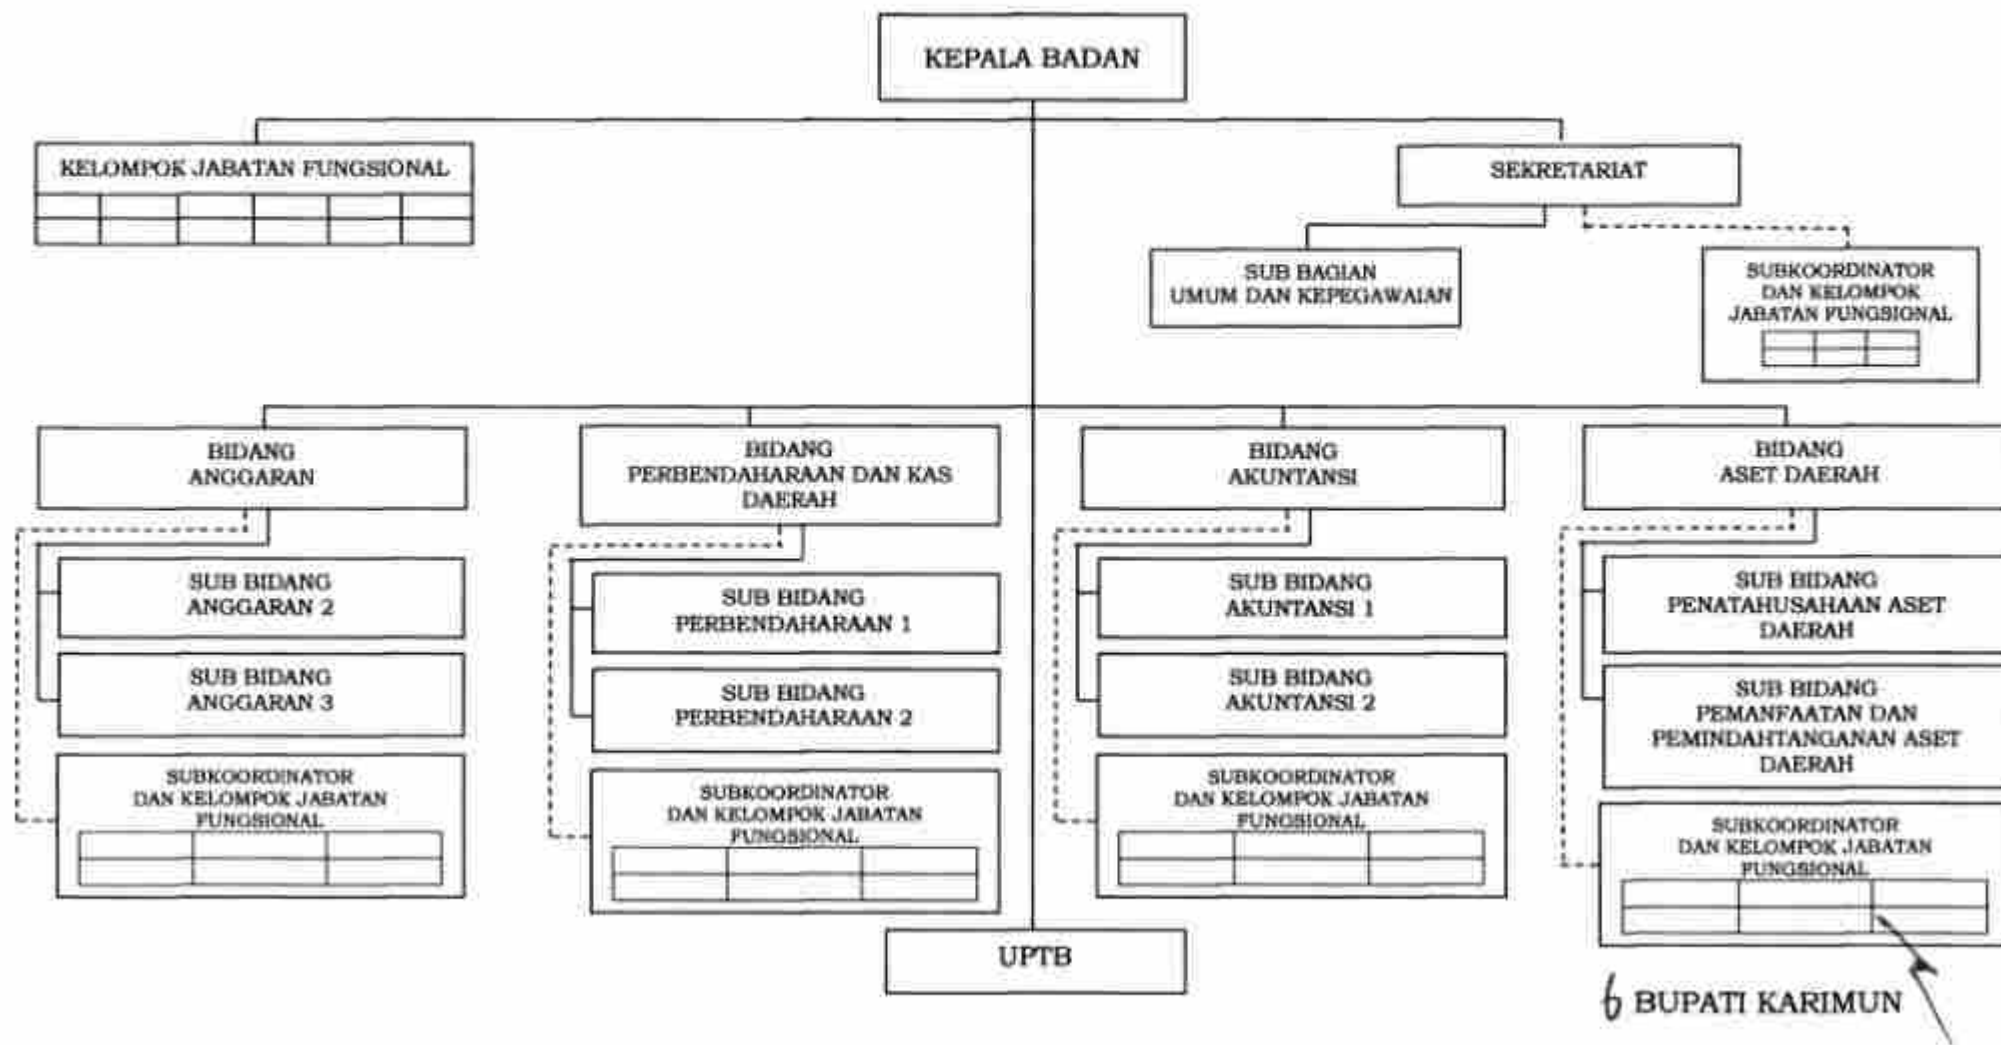 KEPALA BADAN
KELOMPOK JABATAN FUNGSIONAL
SEKRETARIAT
SUB BAGIAN
UMUM DAN KEPEGAWAIAN
SUBKOORDINATOR
DAN KELOMPOK
JABATAN FUNGSIONAL
BIDANG
ANGGARAN
BIDANG
PERBENDAHARAAN DAN KAS
DAERAH
BIDANG
AKUNTANSI
BIDANG
ASET DAERAH
SUB BIDANG
ANGGARAN 2
SUB BIDANG
ANGGARAN 3
SUBKOORDINATOR
DAN KELOMPOK JABATAN
FUNGSIONAL
SUB BIDANG
PERBENDAHARAAN 1
SUB BIDANG
PERBENDAHARAAN 2
SUBKOORDINATOR
DAN KELOMPOK JABATAN
FUNGSIONAL
SUB BIDANG
AKUNTANSI 1
SUB BIDANG
AKUNTANSI 2
SUBKOORDINATOR
DAN KELOMPOK JABATAN
FUNGSIONAL
SUB BIDANG
PENATAHUSAHAAN ASET
DAERAH
SUB BIDANG
PEMANFAATAN DAN
PEMINDAHTANGANAN ASET
DAERAH
SUBKOORDINATOR
DAN KELOMPOK JABATAN
FUNGSIONAL
UPTB
BUPATI KARIMUN